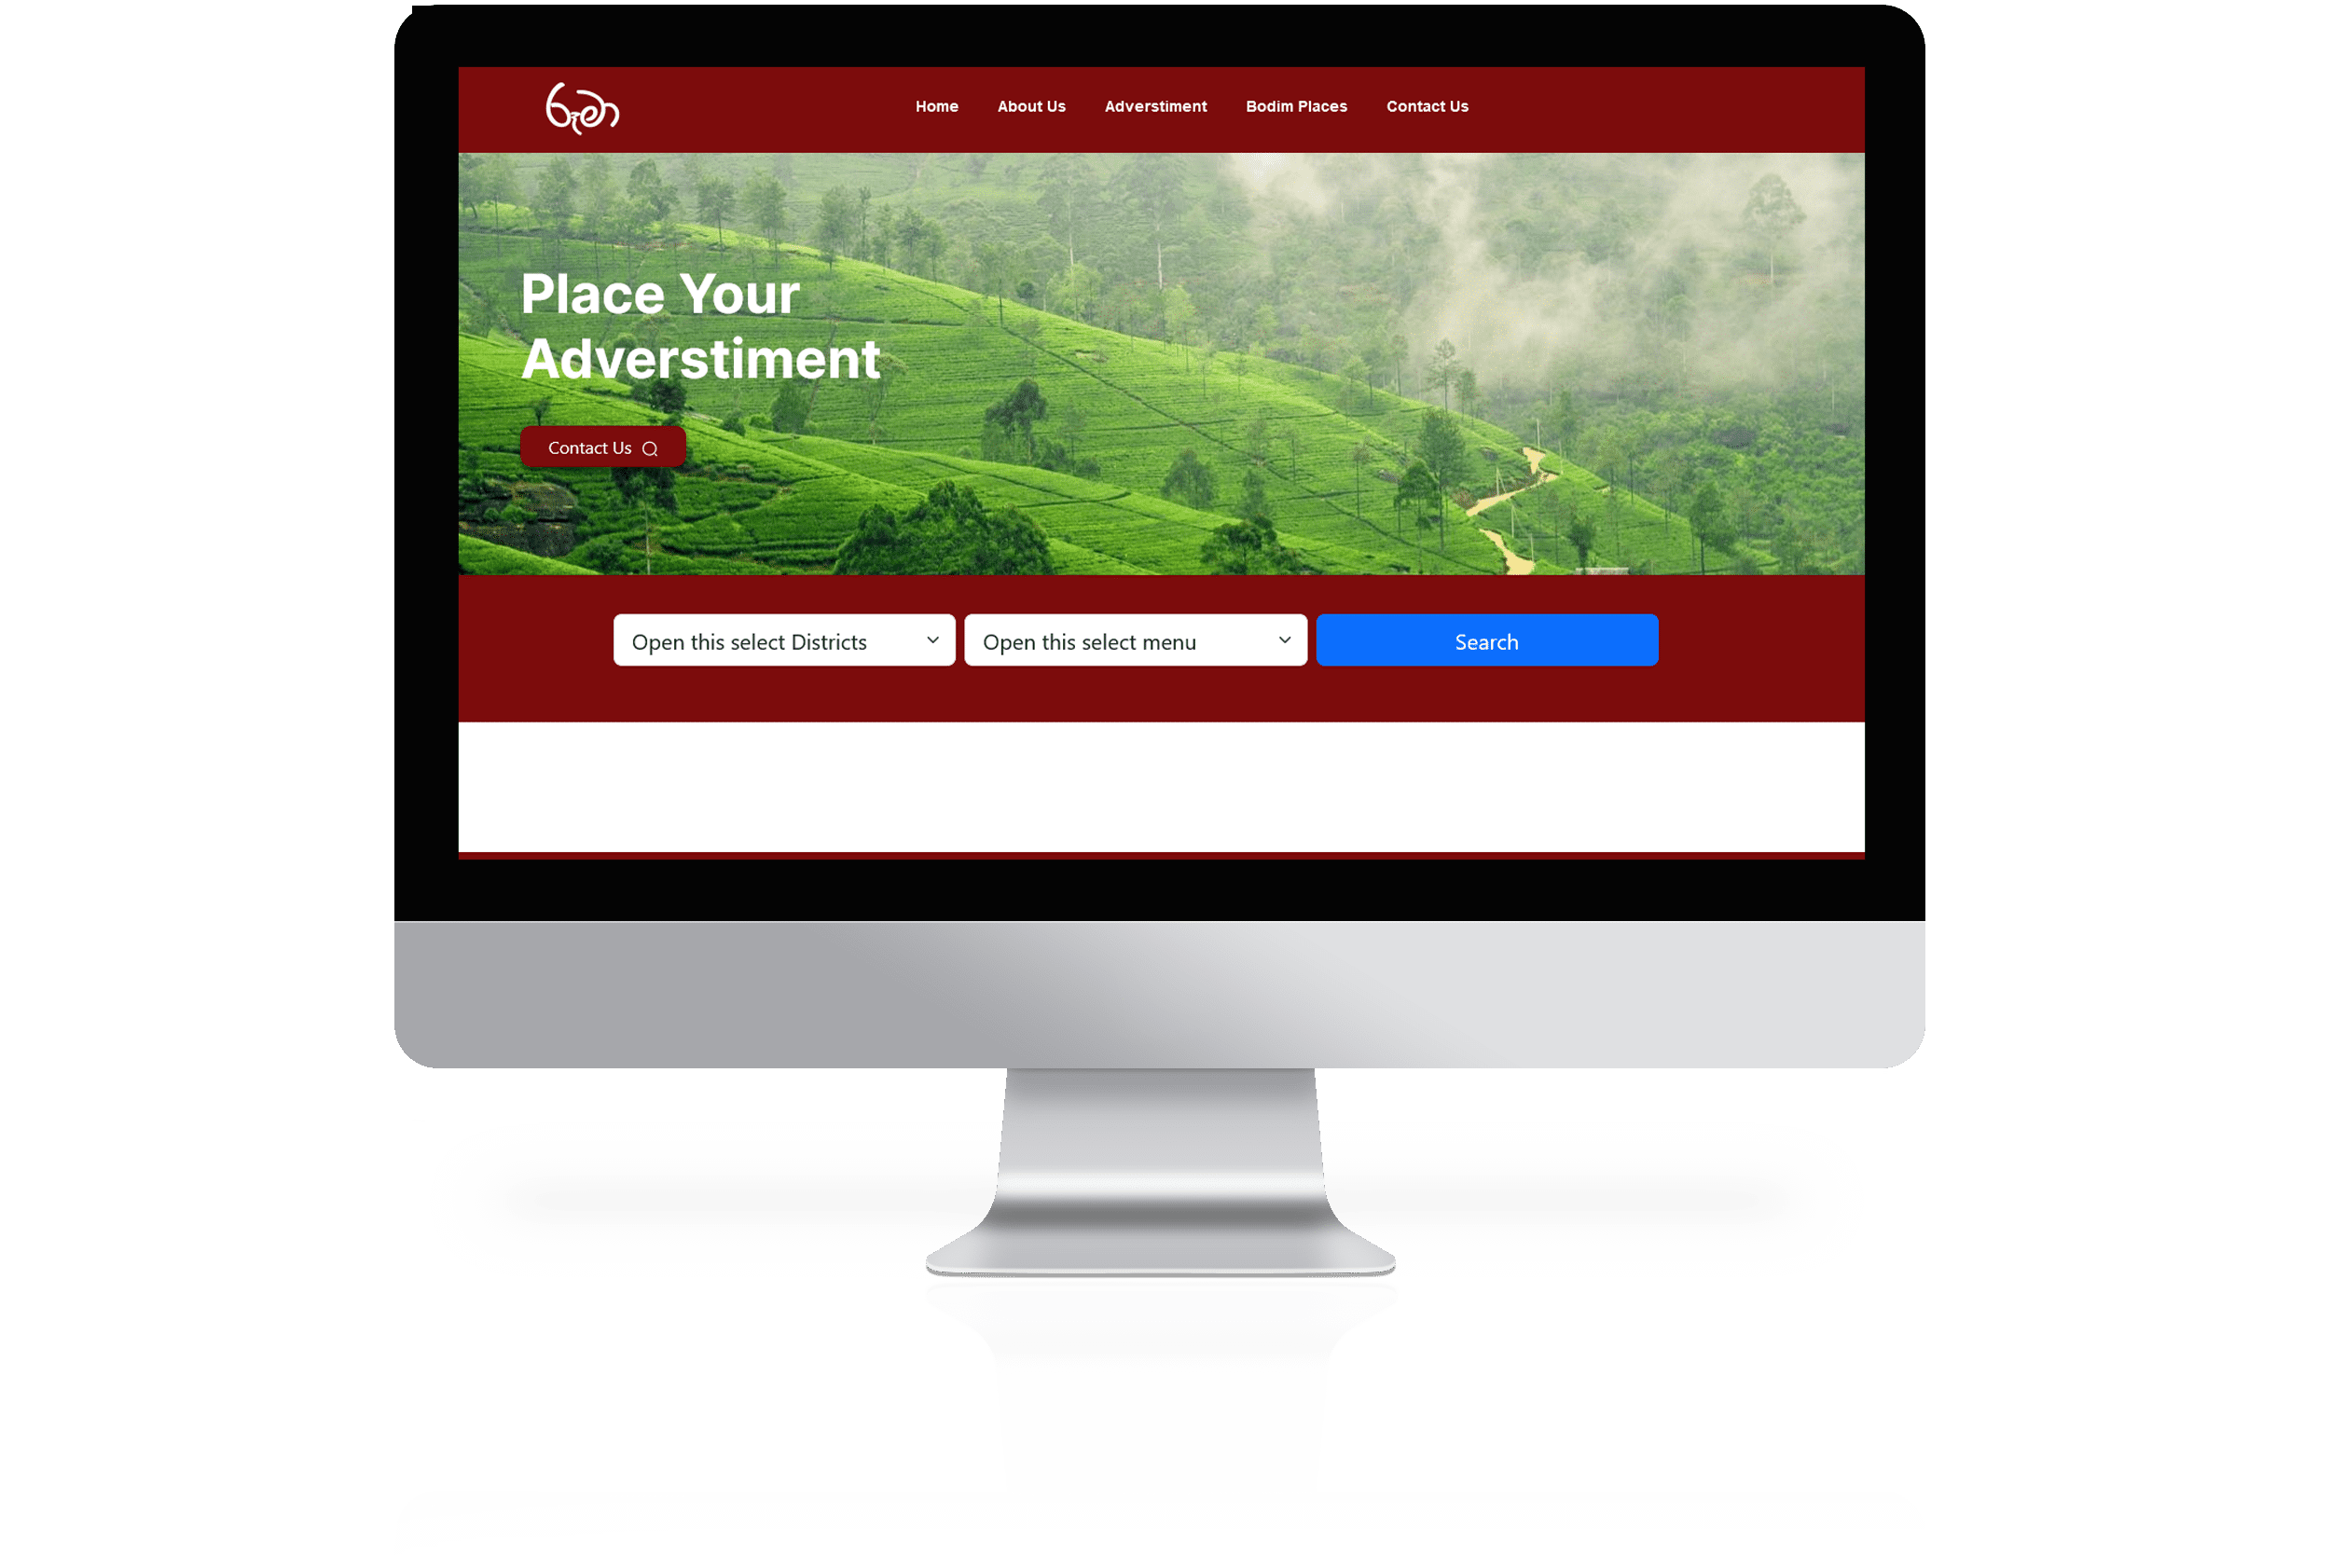 Home About Us Adverstiment Bodim Places Contact Us
Place Your
Adverstiment
Contact Us
Open this select Districts Open this select menu Search